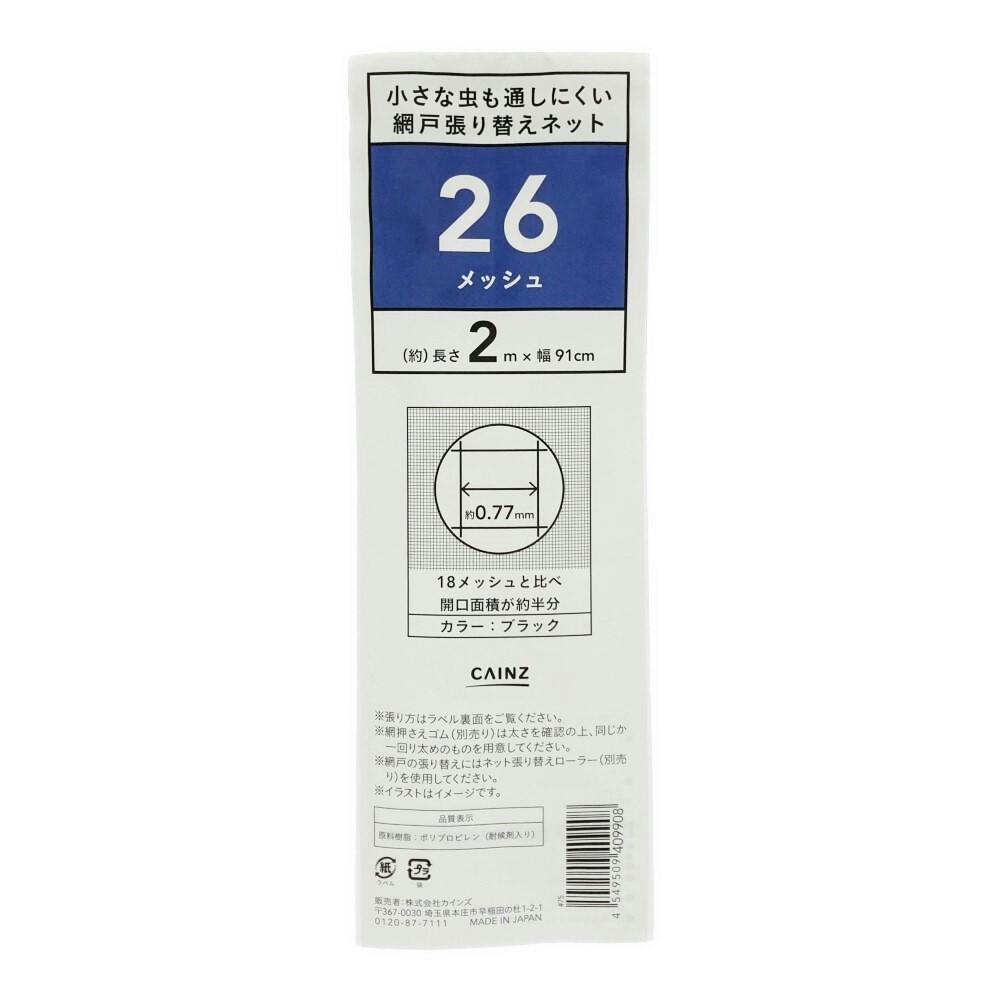 小さな虫も通しにくい
網戸張り替えネット
26
メッシュ
(約)長さ 2 m × 幅 91cm
約0.77mm
18メッシュと比べ
開口面積が約半分
カラー：ブラック
CAINZ
※張り方はラベル裏面をご覧ください。
※網押さえゴム(別売り)は太さを確認の上、同じか
一回り太めのものを用意してください。
※網戸の張り替えにはネット張り替えローラー(別売
り)を使用してください。
※イラストはイメージです。
品質表示
原料樹脂：ポリプロピレン（耐候剤入り）
紙
ラベル
プラ
袋
販売者：株式会社カインズ
〒367-0030 埼玉県本庄市早稲田の杜1-2-1
0120-87-7111 MADE IN JAPAN
#75
4 549509 409908